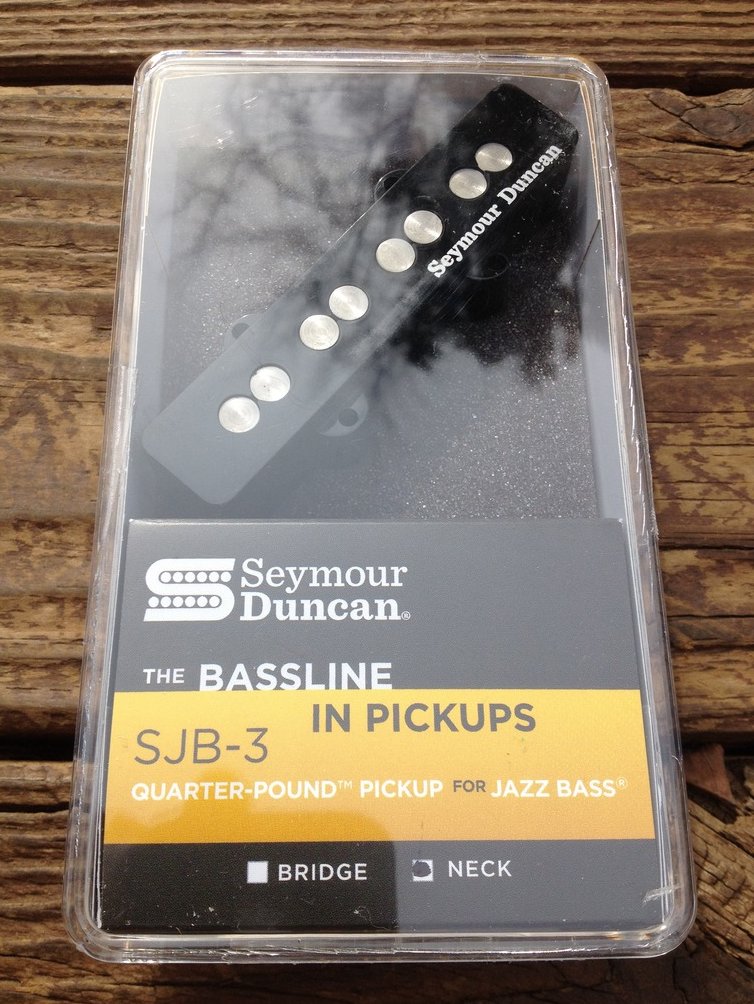 Seymour Duncan
Seymour
Duncan®
THE BASSLINE
IN PICKUPS
SJB-3
QUARTER-POUND™ PICKUP FOR JAZZ BASS®
BRIDGE NECK